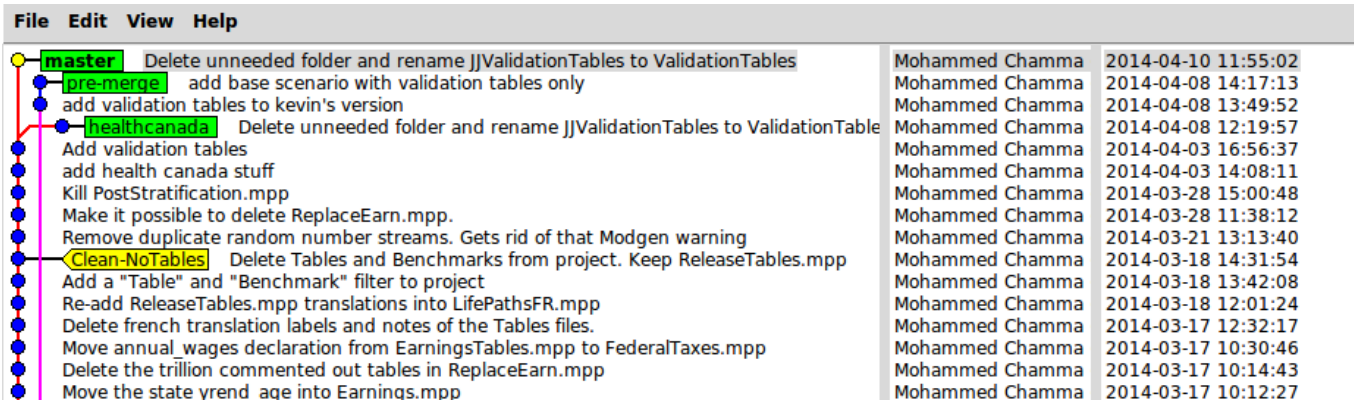 File Edit View Help
master Delete unneeded folder and rename JJValidationTables to ValidationTables Mohammed Chamma 2014-04-10 11:55:02
pre-merge add base scenario with validation tables only Mohammed Chamma 2014-04-08 14:17:13
add validation tables to kevin's version Mohammed Chamma 2014-04-08 13:49:52
healthcanada Delete unneeded folder and rename JJValidationTables to ValidationTable Mohammed Chamma 2014-04-08 12:19:57
Add validation tables Mohammed Chamma 2014-04-03 16:56:37
add health canada stuff Mohammed Chamma 2014-04-03 14:08:11
Kill PostStratification.mpp Mohammed Chamma 2014-03-28 15:00:48
Make it possible to delete ReplaceEarn.mpp. Mohammed Chamma 2014-03-28 11:38:12
Remove duplicate random number streams. Gets rid of that Modgen warning Mohammed Chamma 2014-03-21 13:13:40
Clean-NoTables Delete Tables and Benchmarks from project. Keep ReleaseTables.mpp Mohammed Chamma 2014-03-18 14:31:54
Add a "Table" and "Benchmark" filter to project Mohammed Chamma 2014-03-18 13:42:08
Re-add ReleaseTables.mpp translations into LifePathsFR.mpp Mohammed Chamma 2014-03-18 12:01:24
Delete french translation labels and notes of the Tables files. Mohammed Chamma 2014-03-17 12:32:17
Move annual_wages declaration from EarningsTables.mpp to FederalTaxes.mpp Mohammed Chamma 2014-03-17 10:30:46
Delete the trillion commented out tables in ReplaceEarn.mpp Mohammed Chamma 2014-03-17 10:14:43
Move the state yrend_age into Earnings.mpp Mohammed Chamma 2014-03-17 10:12:27